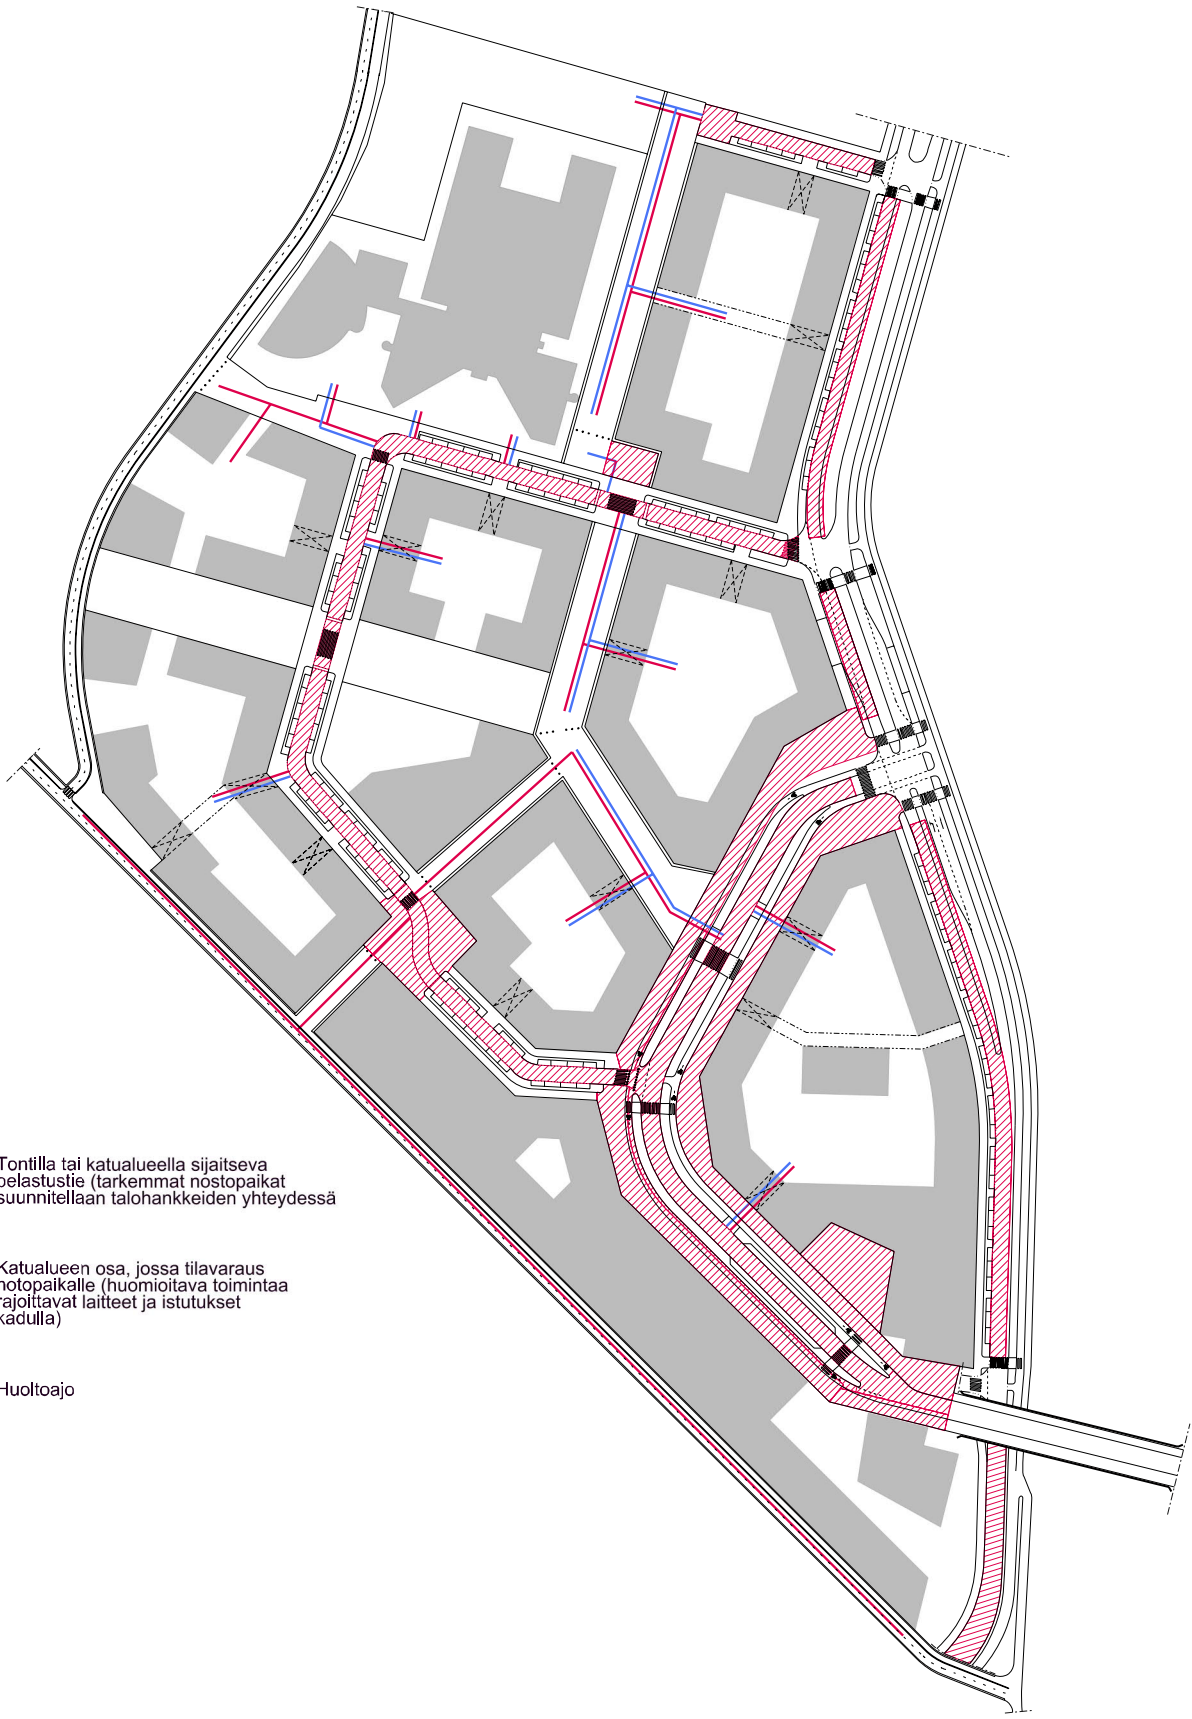 Tontilla tai katualueella sijaitseva
pelastustie (tarkemmat nostopaikat
suunnitellaan talohankkeiden yhteydessä
Katualueen osa, jossa tilavaraus
notopaikalle (huomioitava toimintaa
rajoittavat laitteet ja istutukset
kadulla)
Huoltoajo